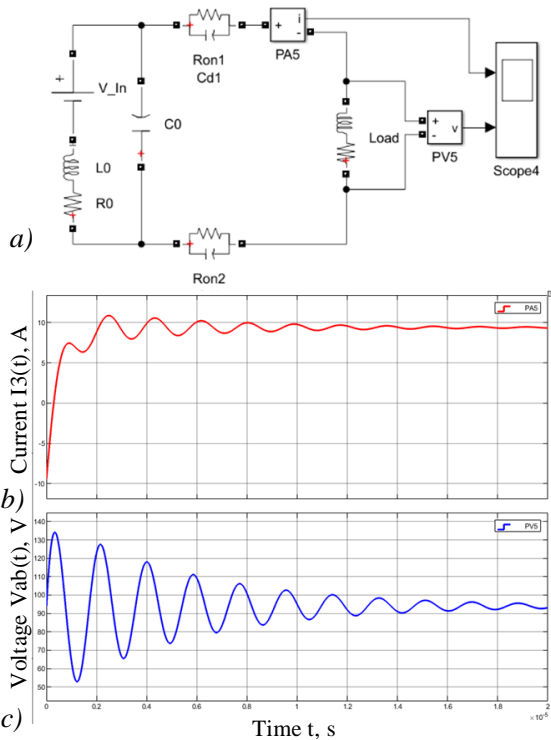 PA5
i
+
-
Ron1
Cd1
+
V_In
C0
L0
R0
Load
+
-
v
PV5
Scope4
a)
Ron2
Current I3(t), A
10
5
0
-5
-10
PA5
b)
Voltage Vab(t), V
140
130
120
110
100
90
80
70
60
50
PV5
0
0.2
0.4
0.6
0.8
1
1.2
1.4
1.6
1.8
2
×10⁻⁵
c)
Time t, s